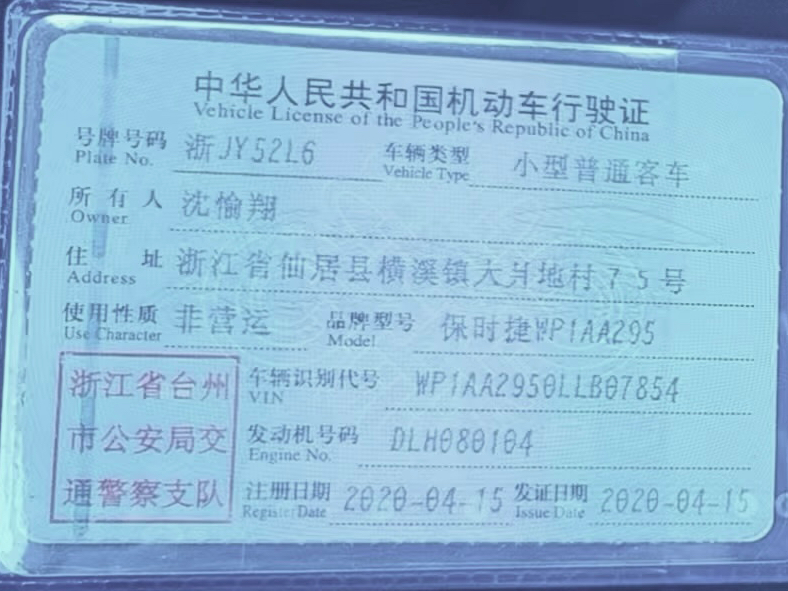 中华人民共和国机动车行驶证
Vehicle License of the People's Republic of China
号牌号码 浙JY52L6 车辆类型 小型普通客车
Plate No. Vehicle Type
所有人 沈愉翔
Owner
住址 浙江省仙居县横溪镇大井地村75号
Address
使用性质 非营运 品牌型号 保时捷WP1AA295
Use Character Model
浙江省台州 车辆识别代号 WP1AA2950LLB07854
VIN
市公安局交 发动机号码 DLH080104
Engine No.
通警察支队 注册日期 2020-04-15 发证日期 2020-04-15
Register Date Issue Date